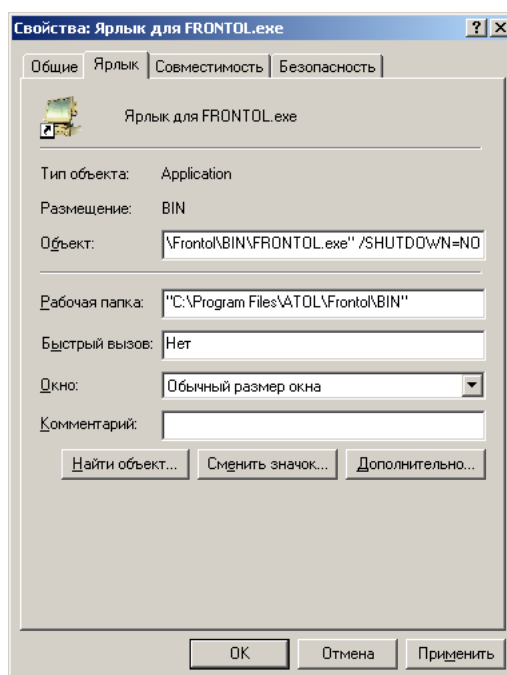 Свойства: Ярлык для FRONTOL.exe
Общие Ярлык Совместимость Безопасность
Ярлык для FRONTOL.exe
Тип объекта: Application
Размещение: BIN
Объект: \Frontol\BIN\FRONTOL.exe" /SHUTDOWN=NO
Рабочая папка: "C:\Program Files\ATOL\Frontol\BIN"
Быстрый вызов: Нет
Окно: Обычный размер окна
Комментарий:
Найти объект... Сменить значок... Дополнительно...
OK Отмена Применить